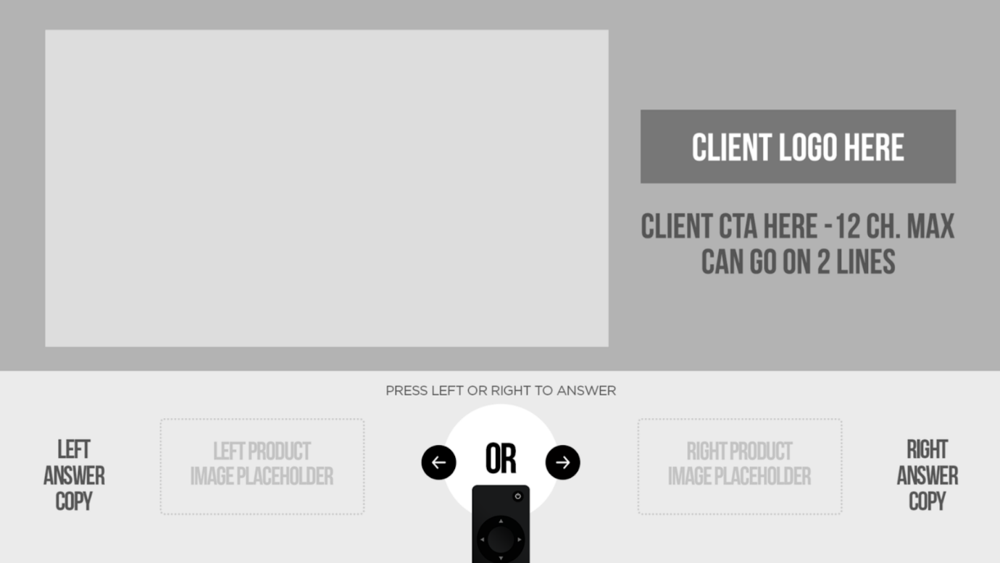 CLIENT LOGO HERE
CLIENT CTA HERE -12 CH. MAX
CAN GO ON 2 LINES
PRESS LEFT OR RIGHT TO ANSWER
LEFT
ANSWER
COPY
LEFT PRODUCT
IMAGE PLACEHOLDER
OR
RIGHT PRODUCT
IMAGE PLACEHOLDER
RIGHT
ANSWER
COPY